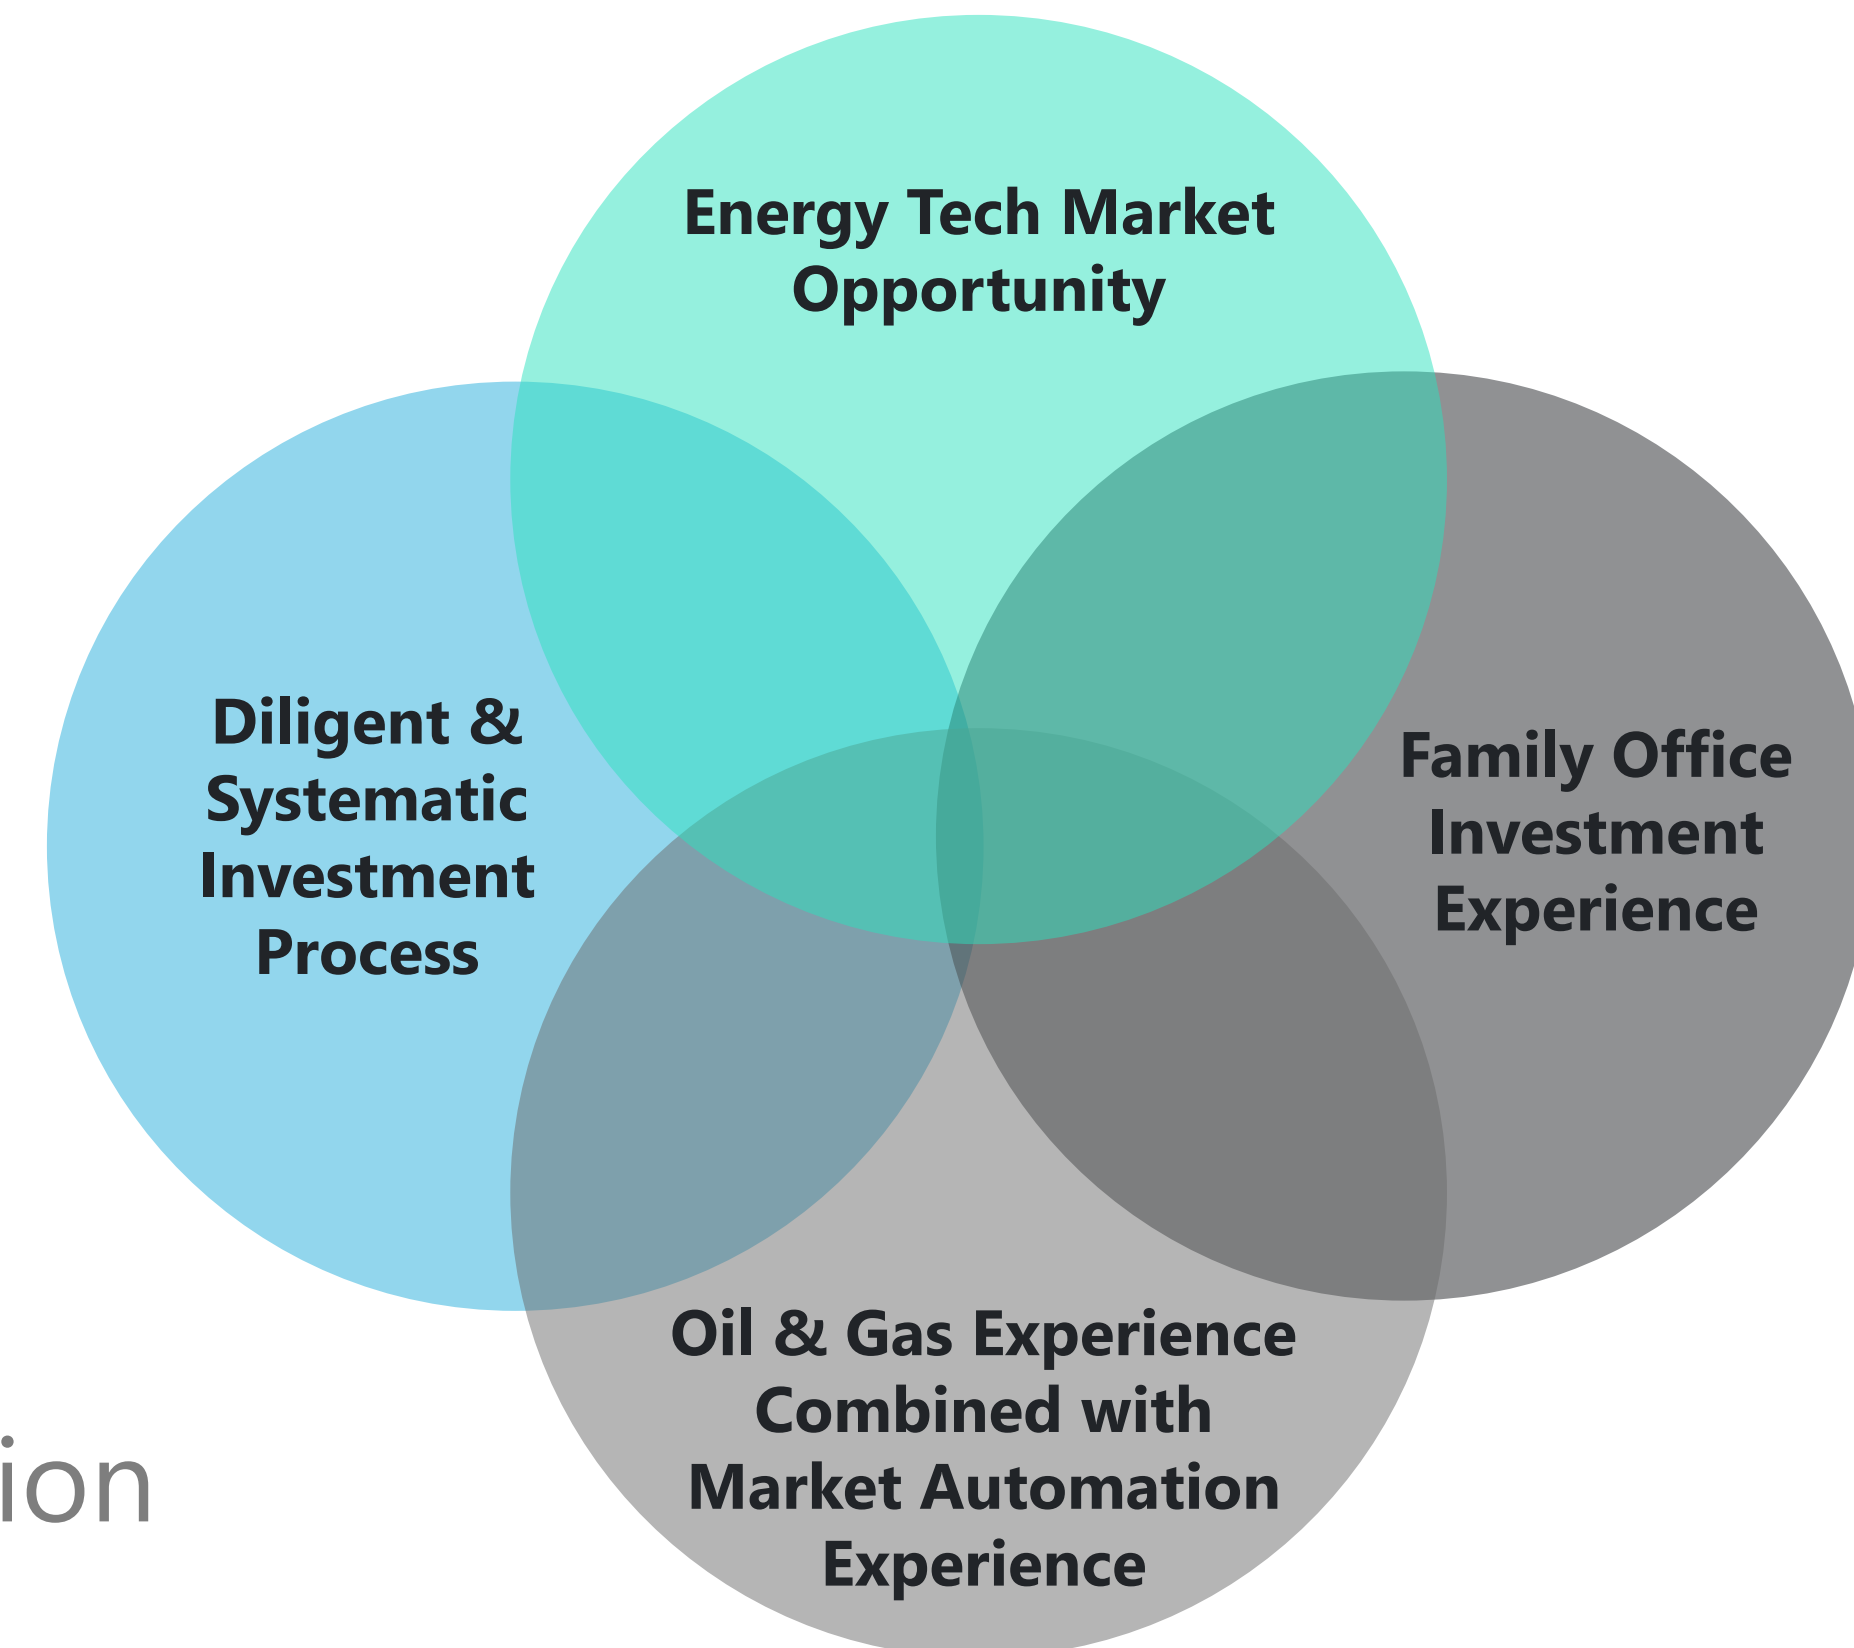 Energy Tech Market
Opportunity
Diligent &
Systematic
Investment
Process
Family Office
Investment
Experience
Oil & Gas Experience
Combined with
Market Automation
Experience
ion